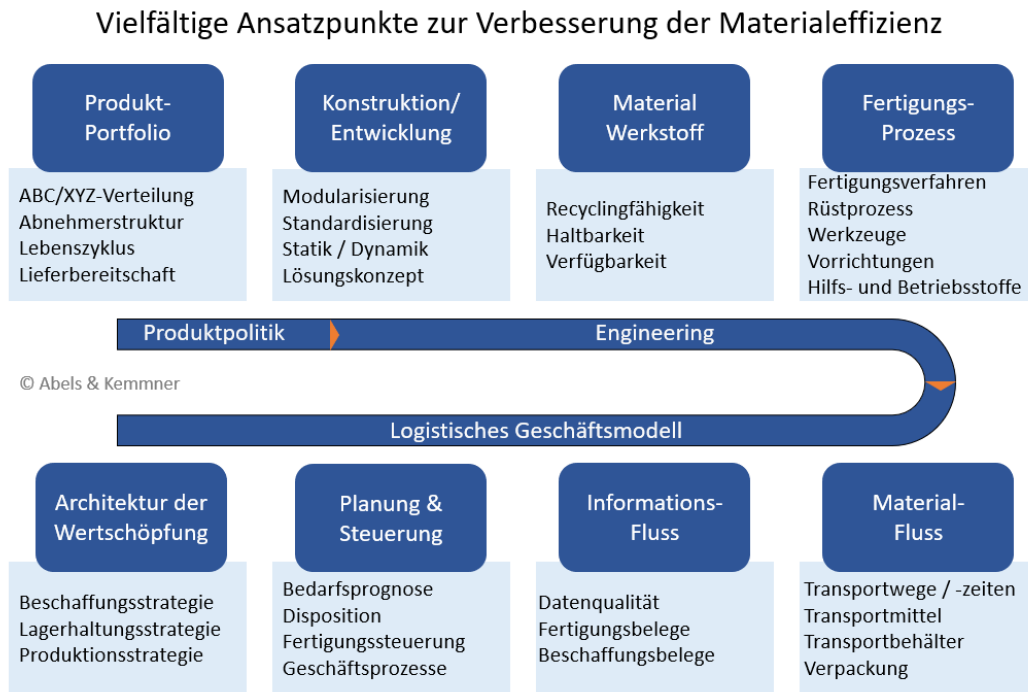 Vielfältige Ansatzpunkte zur Verbesserung der Materialeffizienz
Produkt-
Portfolio
ABC/XYZ-Verteilung
Abnehmerstruktur
Lebenszyklus
Lieferbereitschaft
Konstruktion/
Entwicklung
Modularisierung
Standardisierung
Statik / Dynamik
Lösungskonzept
Material
Werkstoff
Recyclingfähigkeit
Haltbarkeit
Verfügbarkeit
Fertigungs-
Prozess
Fertigungsverfahren
Rüstprozess
Werkzeuge
Vorrichtungen
Hilfs- und Betriebsstoffe
Produktpolitik
Engineering
© Abels & Kemmner
Logistisches Geschäftsmodell
Architektur der
Wertschöpfung
Beschaffungsstrategie
Lagerhaltungsstrategie
Produktionsstrategie
Planung &
Steuerung
Bedarfsprognose
Disposition
Fertigungssteuerung
Geschäftsprozesse
Informations-
Fluss
Datenqualität
Fertigungsbelege
Beschaffungsbelege
Material-
Fluss
Transportwege / -zeiten
Transportmittel
Transportbehälter
Verpackung